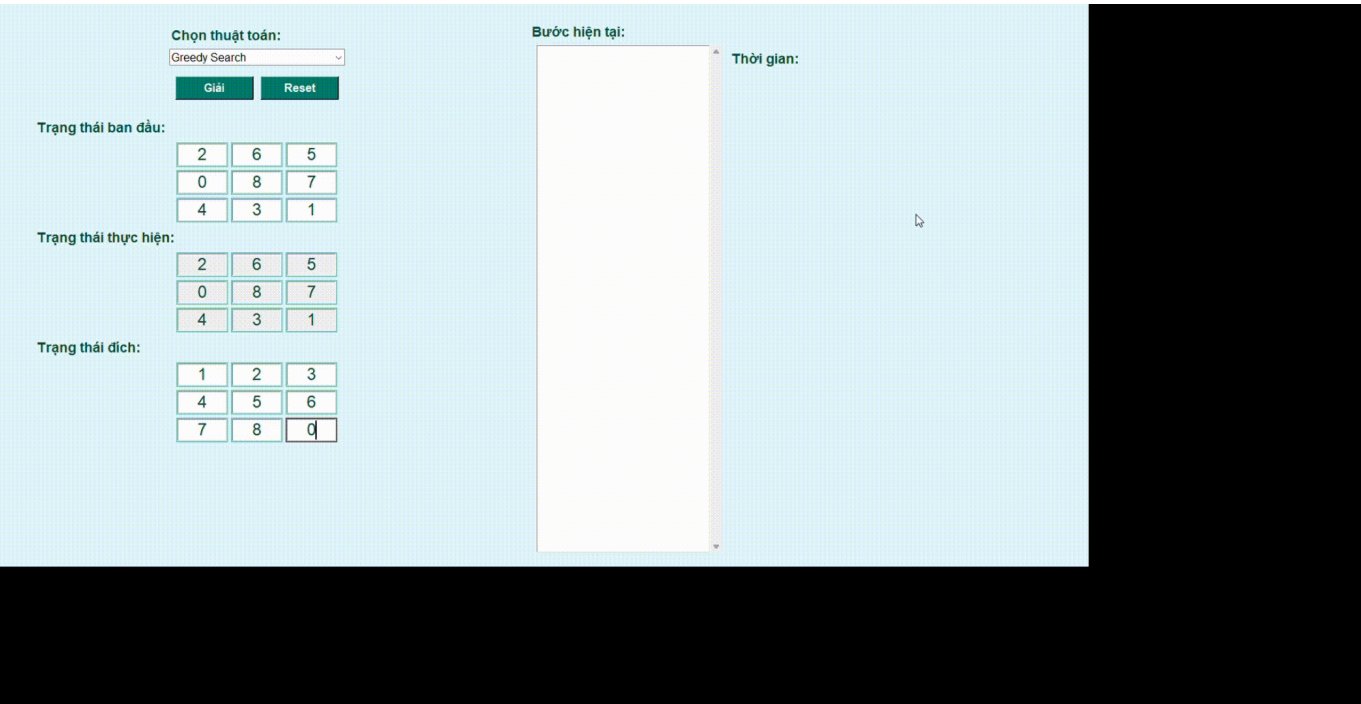 Chọn thuật toán:
Greedy Search
Giải Reset
Trạng thái ban đầu:
2 6 5
0 8 7
4 3 1
Trạng thái thực hiện:
2 6 5
0 8 7
4 3 1
Trạng thái đích:
1 2 3
4 5 6
7 8 0
Bước hiện tại:
Thời gian: